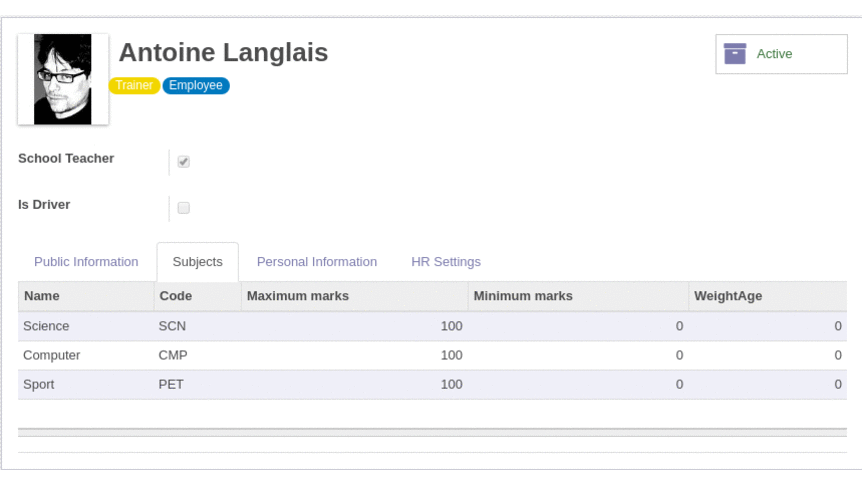 Antoine Langlais
Active
Trainer Employee
School Teacher
Is Driver
Public Information Subjects Personal Information HR Settings
Name Code Maximum marks Minimum marks WeightAge
Science SCN 100 0 0
Computer CMP 100 0 0
Sport PET 100 0 0